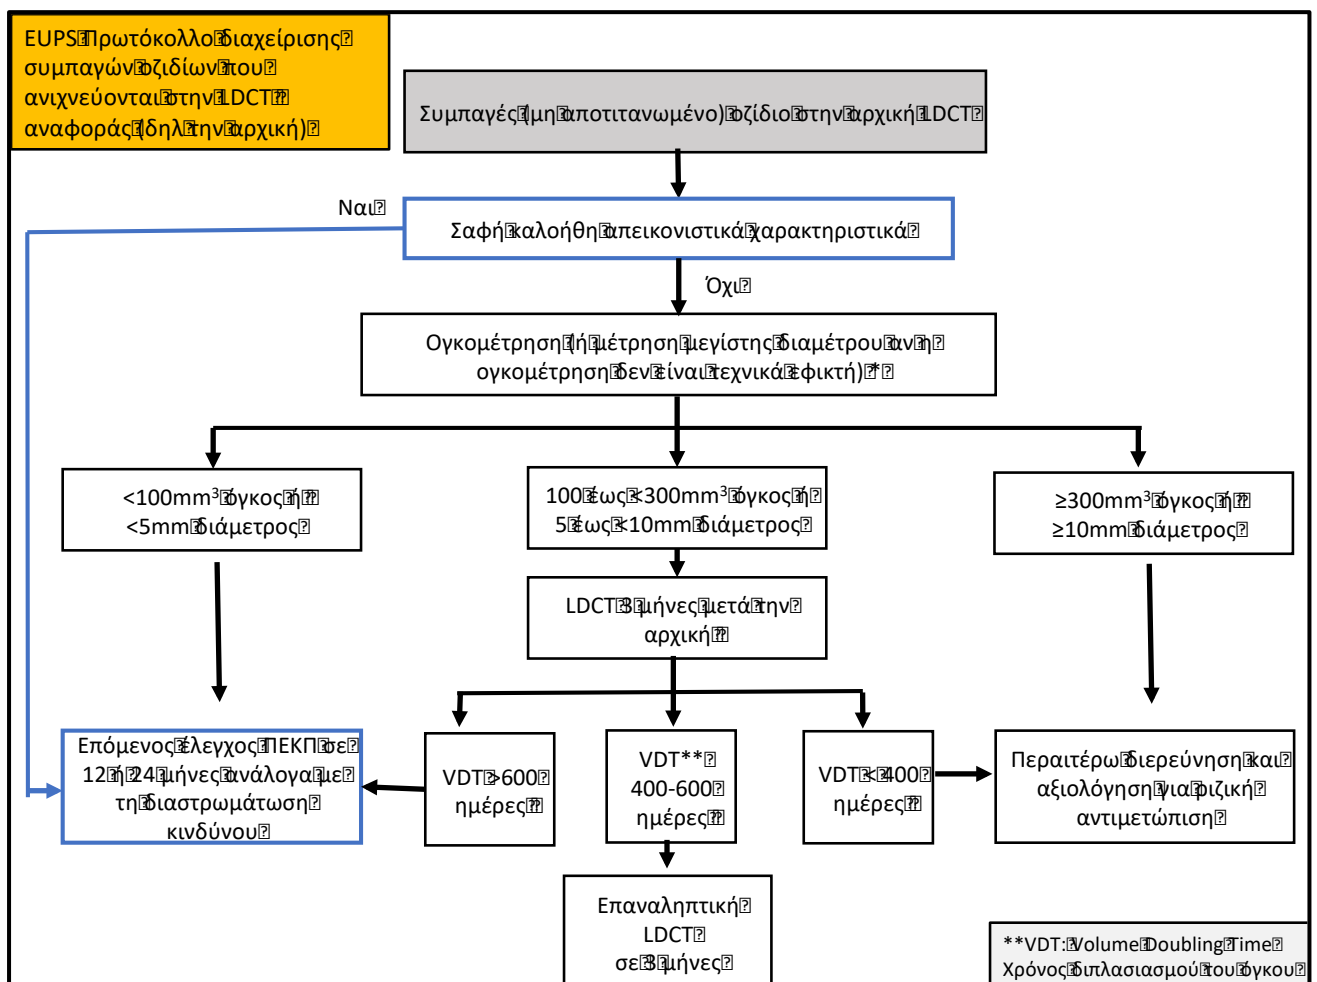 EUPS Πρωτόκολλο διαχείρισης
συμπαγών οζιδίων που
ανιχνεύονται στην LDCT
αναφοράς (δηλ την αρχική)
Συμπαγές (μη αποτιτανωμένο) οζίδιο στην αρχική LDCT
Ναι
Σαφή καλοήθη απεικονιστικά χαρακτηριστικά
Όχι
Ογκομέτρηση (ή μέτρηση μεγίστης διαμέτρου αν η
ογκομέτρηση δεν είναι τεχνικά εφικτή) *
<100mm³ όγκος ή
<5mm διάμετρος
100 έως <300mm³ όγκος ή
5 έως <10mm διάμετρος
≥300mm³ όγκος ή
≥10mm διάμετρος
LDCT 3 μήνες μετά την
αρχική
Επόμενος έλεγχος ΠΕΚΠ σε
12 ή 24 μήνες ανάλογα με
τη διαστρωμάτωση
κινδύνου
VDT >600
ημέρες
VDT**
400-600
ημέρες
VDT < 400
ημέρες
Περαιτέρω διερεύνηση και
αξιολόγηση για ριζική
αντιμετώπιση
Επαναληπτική
LDCT
σε 3 μήνες
**VDT: Volume Doubling Time
Χρόνος διπλασιασμού του όγκου